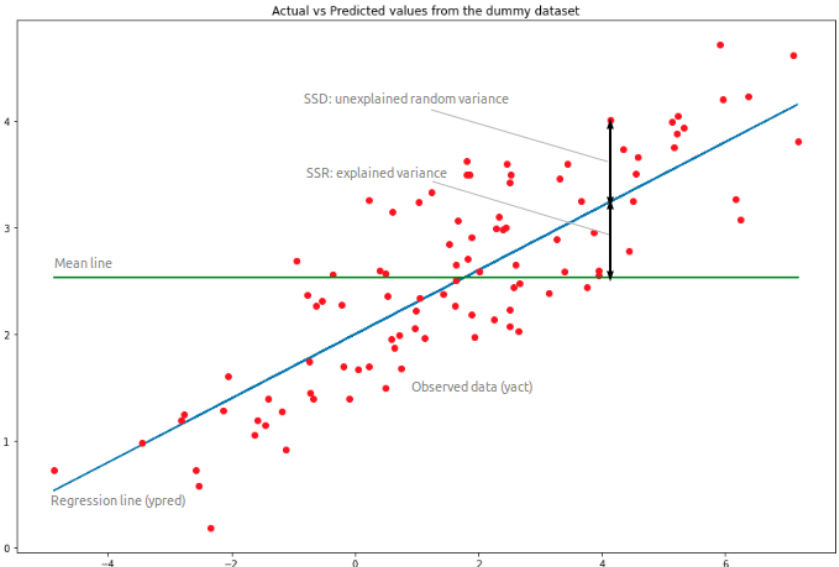 Actual vs Predicted values from the dummy dataset
SSD: unexplained random variance
4
SSR: explained variance
3
Mean line
2
Observed data (yact)
1
Regression line (ypred)
0
−4 −2 0 2 4 6